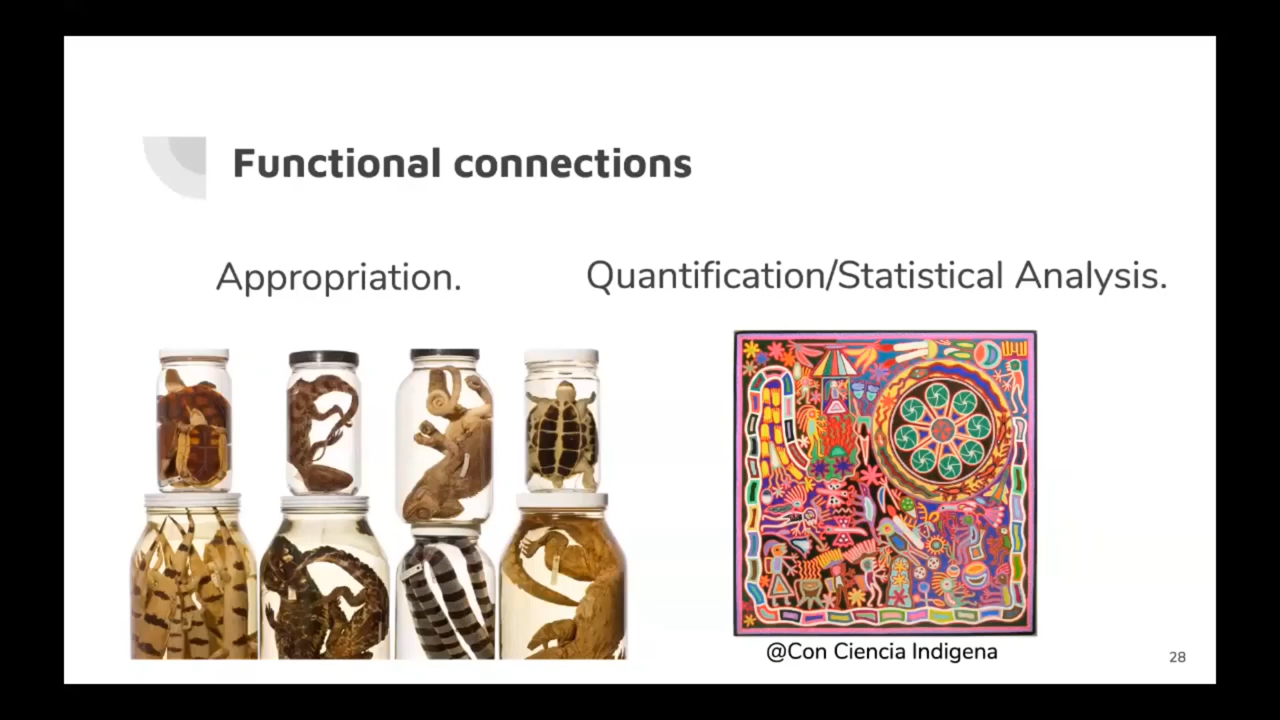 Functional connections
Appropriation.
Quantification/Statistical Analysis.
@Con Ciencia Indigena
28